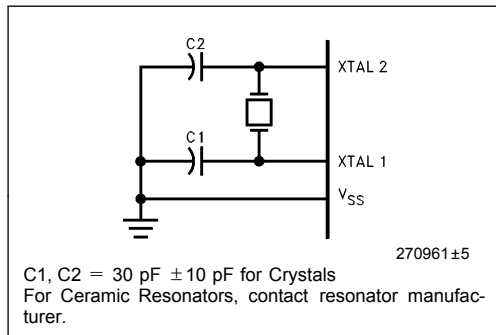 C2
XTAL 2
C1
XTAL 1
VSS
270961±5
C1, C2 = 30 pF ±10 pF for Crystals
For Ceramic Resonators, contact resonator manufac-
turer.